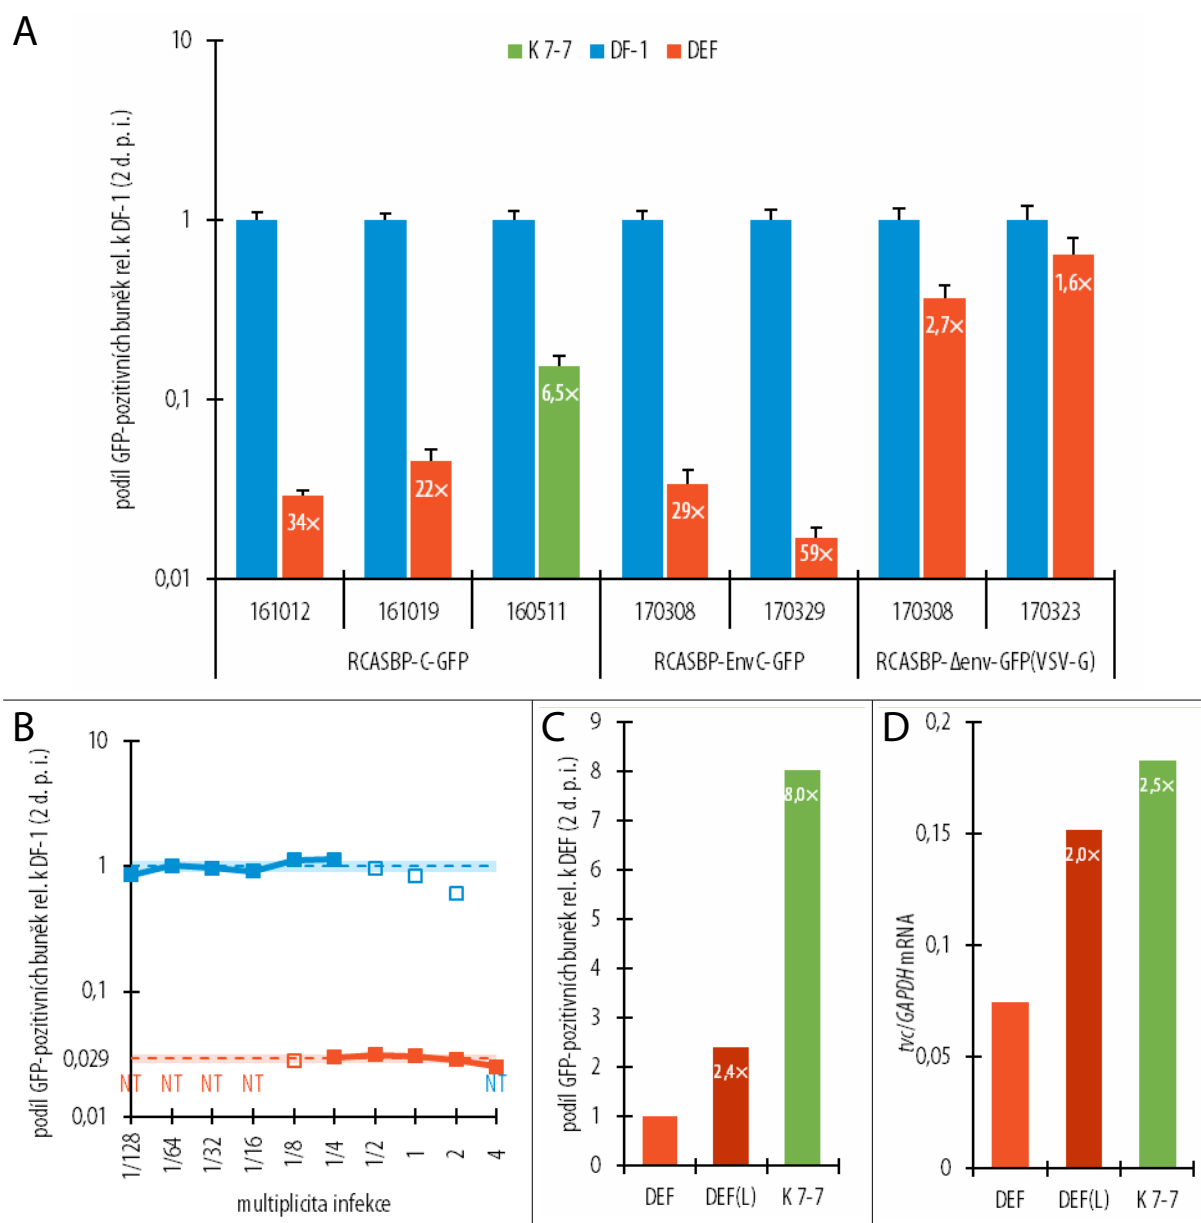 A
podíl GFP-pozitivních buněk rel. k DF-1 (2 d. p. i.)
10
1
0,1
0,01
K 7-7 DF-1 DEF
34×
22×
6,5×
29×
59×
2,7×
1,6×
161012 161019 160511 170308 170329 170308 170323
RCASBP-C-GFP RCASBP-EnvC-GFP RCASBP-Δenv-GFP(VSV-G)
B
podíl GFP-pozitivních buněk rel. k DF-1 (2 d. p. i.)
10
1
0,1
0,029
0,01
NT NT NT NT NT
1/128 1/64 1/32 1/16 1/8 1/4 1/2 1 2 4
multiplicita infekce
C
podíl GFP-pozitivních buněk rel. k DEF (2 d. p. i.)
9
8
7
6
5
4
3
2
1
0
2,4×
8,0×
DEF DEF(L) K 7-7
D
tvc/GAPDH mRNA
0,2
0,15
0,1
0,05
0
2,0×
2,5×
DEF DEF(L) K 7-7